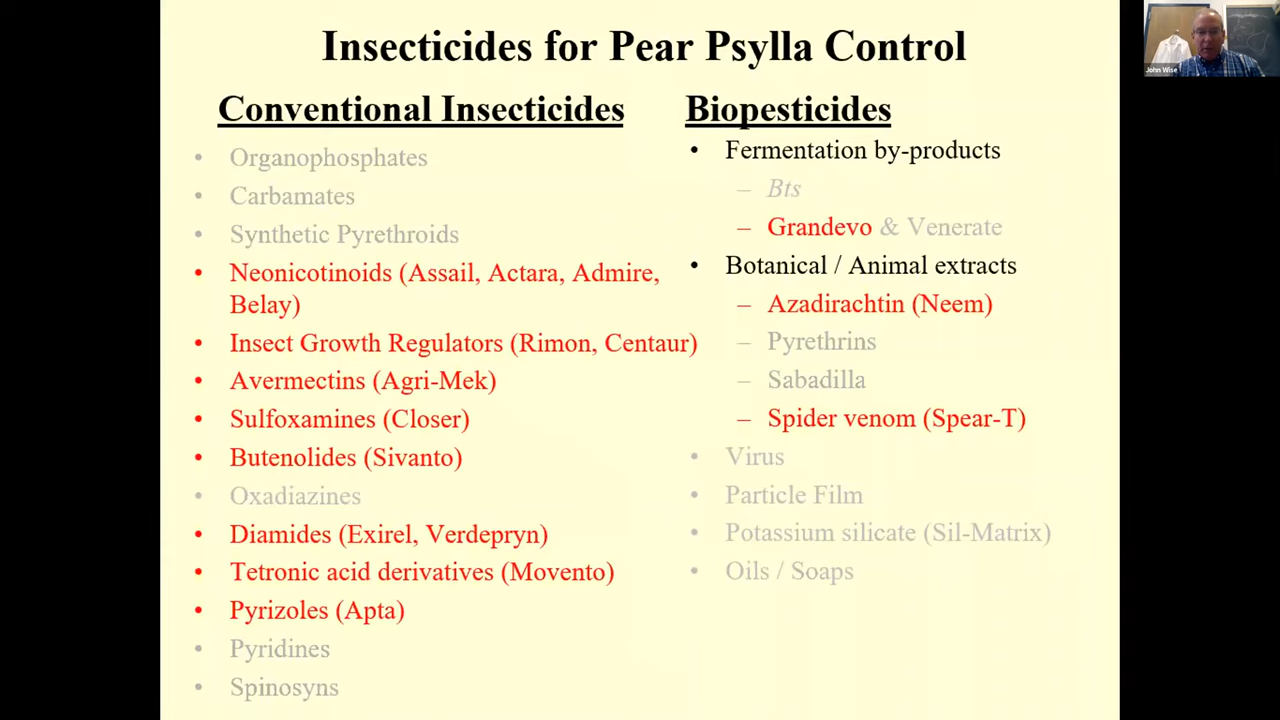 Insecticides for Pear Psylla Control
Conventional Insecticides
• Organophosphates
• Carbamates
• Synthetic Pyrethroids
• Neonicotinoids (Assail, Actara, Admire,
Belay)
• Insect Growth Regulators (Rimon, Centaur)
• Avermectins (Agri-Mek)
• Sulfoxamines (Closer)
• Butenolides (Sivanto)
• Oxadiazines
• Diamides (Exirel, Verdepryn)
• Tetronic acid derivatives (Movento)
• Pyrizoles (Apta)
• Pyridines
• Spinosyns
Biopesticides
• Fermentation by-products
– Bts
– Grandevo & Venerate
• Botanical / Animal extracts
– Azadirachtin (Neem)
– Pyrethrins
– Sabadilla
– Spider venom (Spear-T)
• Virus
• Particle Film
• Potassium silicate (Sil-Matrix)
• Oils / Soaps
John Wise